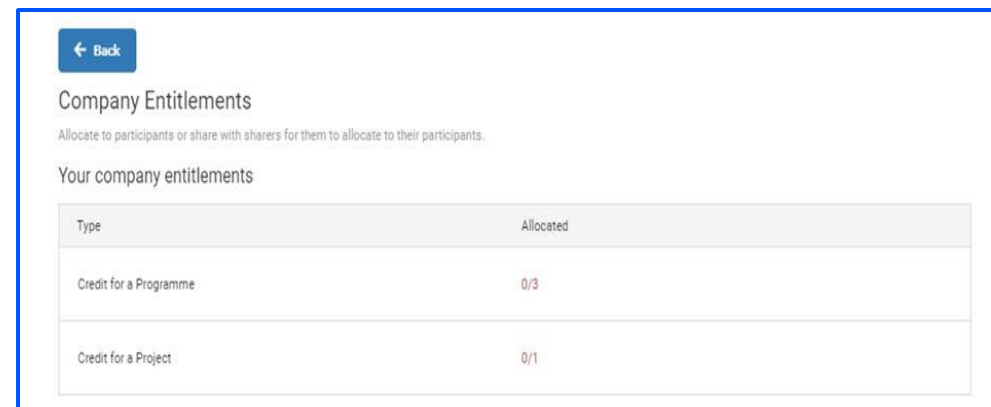 ← Back
Company Entitlements
Allocate to participants or share with sharers for them to allocate to their participants.
Your company entitlements
Type Allocated
Credit for a Programme 0/3
Credit for a Project 0/1